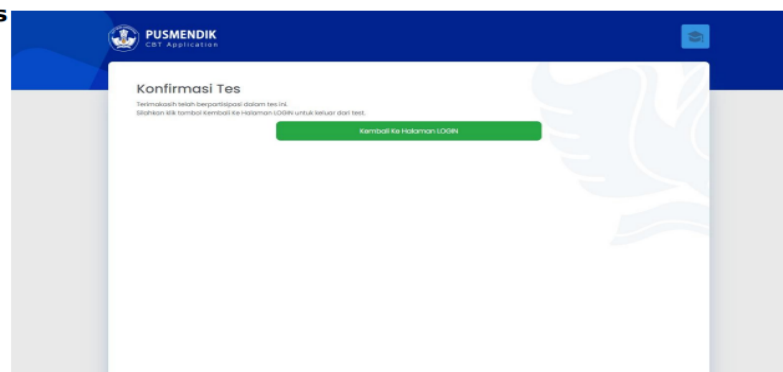 s
PUSMENDIK
CBT Application
Konfirmasi Tes
Terimakasih telah berpartisipasi dalam tes ini.
Silahkan klik tombol Kembali Ke Halaman LOGIN untuk keluar dari test.
Kembali Ke Halaman LOGIN